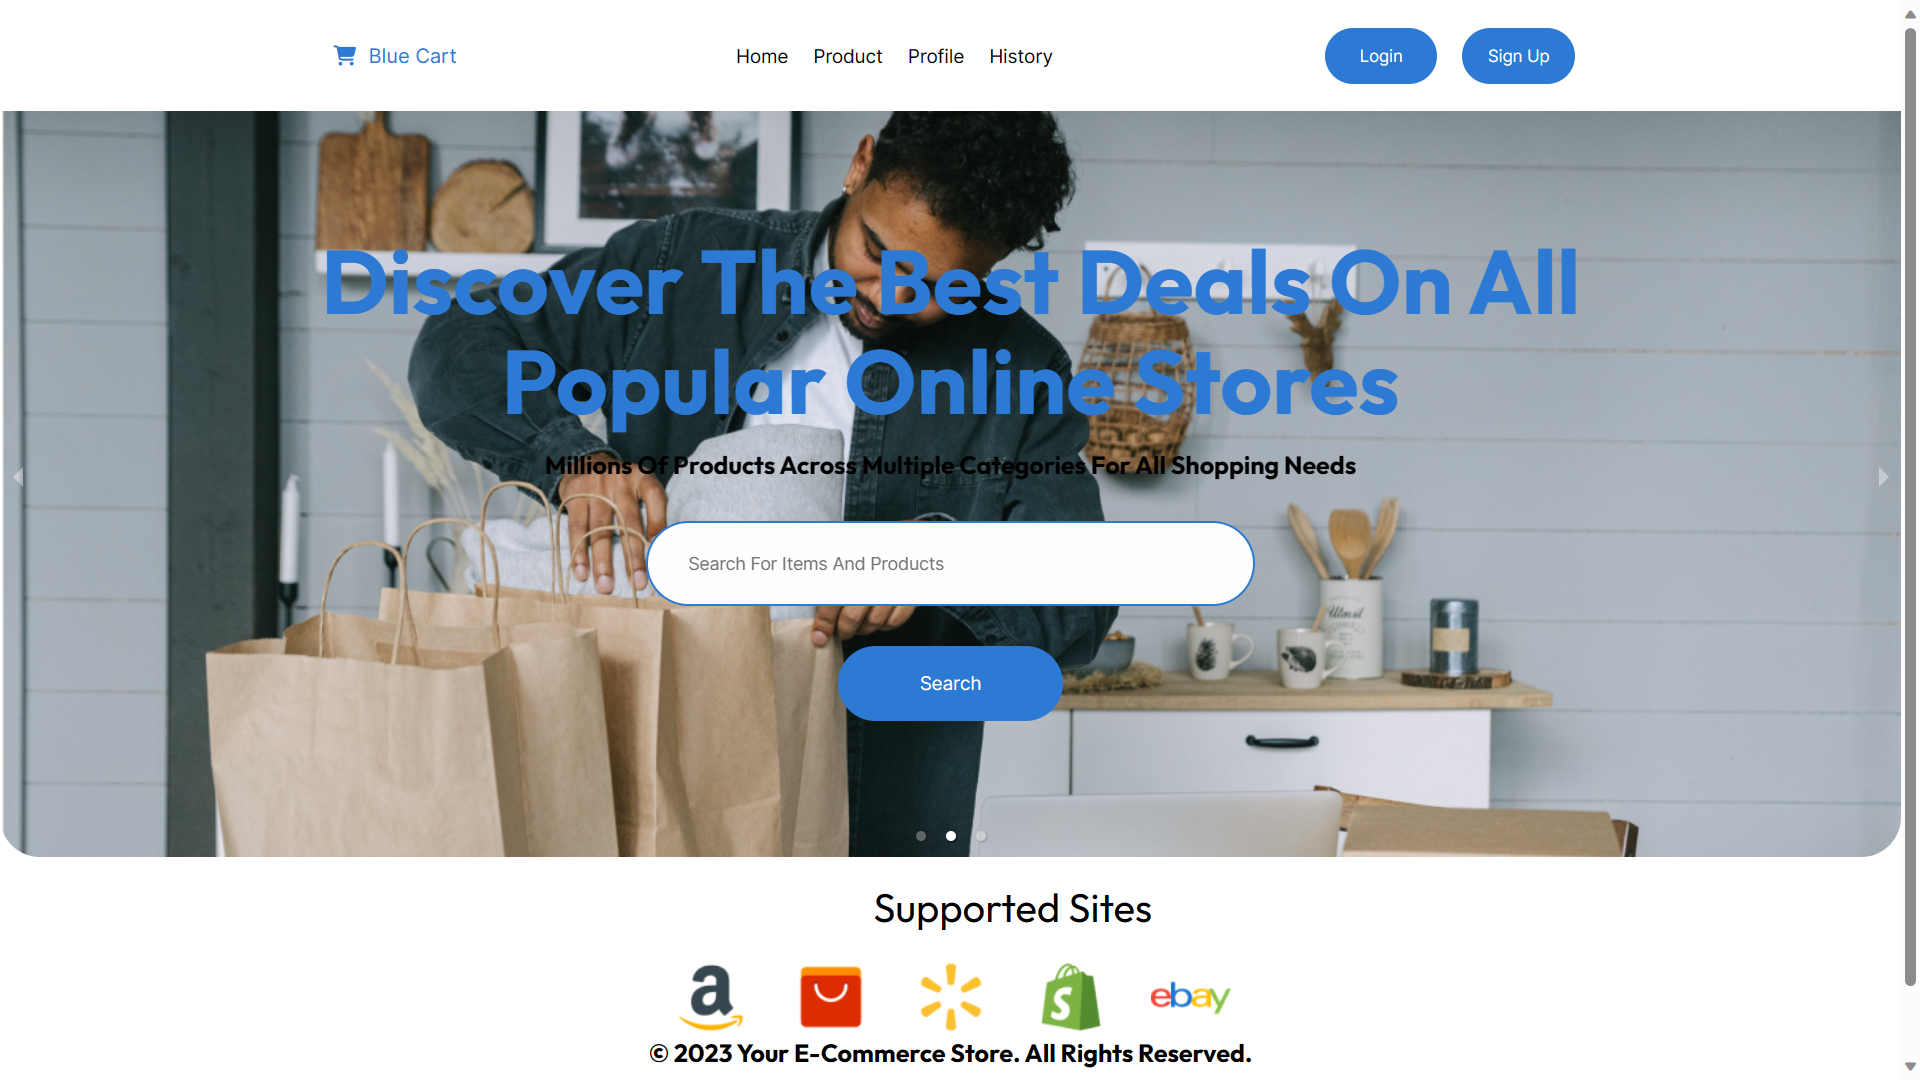 Blue Cart
Home Product Profile History
Login
Sign Up
Discover The Best Deals On All
Popular Online Stores
Millions Of Products Across Multiple Categories For All Shopping Needs
Search For Items And Products
Utensil
Search
Supported Sites
a
S
ebay
© 2023 Your E-Commerce Store. All Rights Reserved.